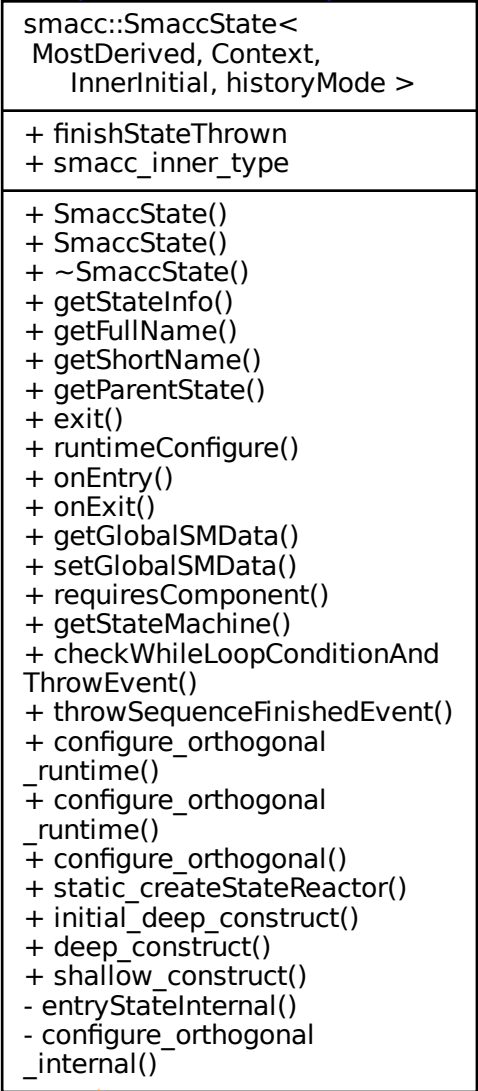 smacc::SmaccState<
MostDerived, Context,
InnerInitial, historyMode >
+ finishStateThrown
+ smacc_inner_type
+ SmaccState()
+ SmaccState()
+ ~SmaccState()
+ getStateInfo()
+ getFullName()
+ getShortName()
+ getParentState()
+ exit()
+ runtimeConfigure()
+ onEntry()
+ onExit()
+ getGlobalSMData()
+ setGlobalSMData()
+ requiresComponent()
+ getStateMachine()
+ checkWhileLoopConditionAnd
ThrowEvent()
+ throwSequenceFinishedEvent()
+ configure_orthogonal
_runtime()
+ configure_orthogonal
_runtime()
+ configure_orthogonal()
+ static_createStateReactor()
+ initial_deep_construct()
+ deep_construct()
+ shallow_construct()
- entryStateInternal()
- configure_orthogonal
_internal()